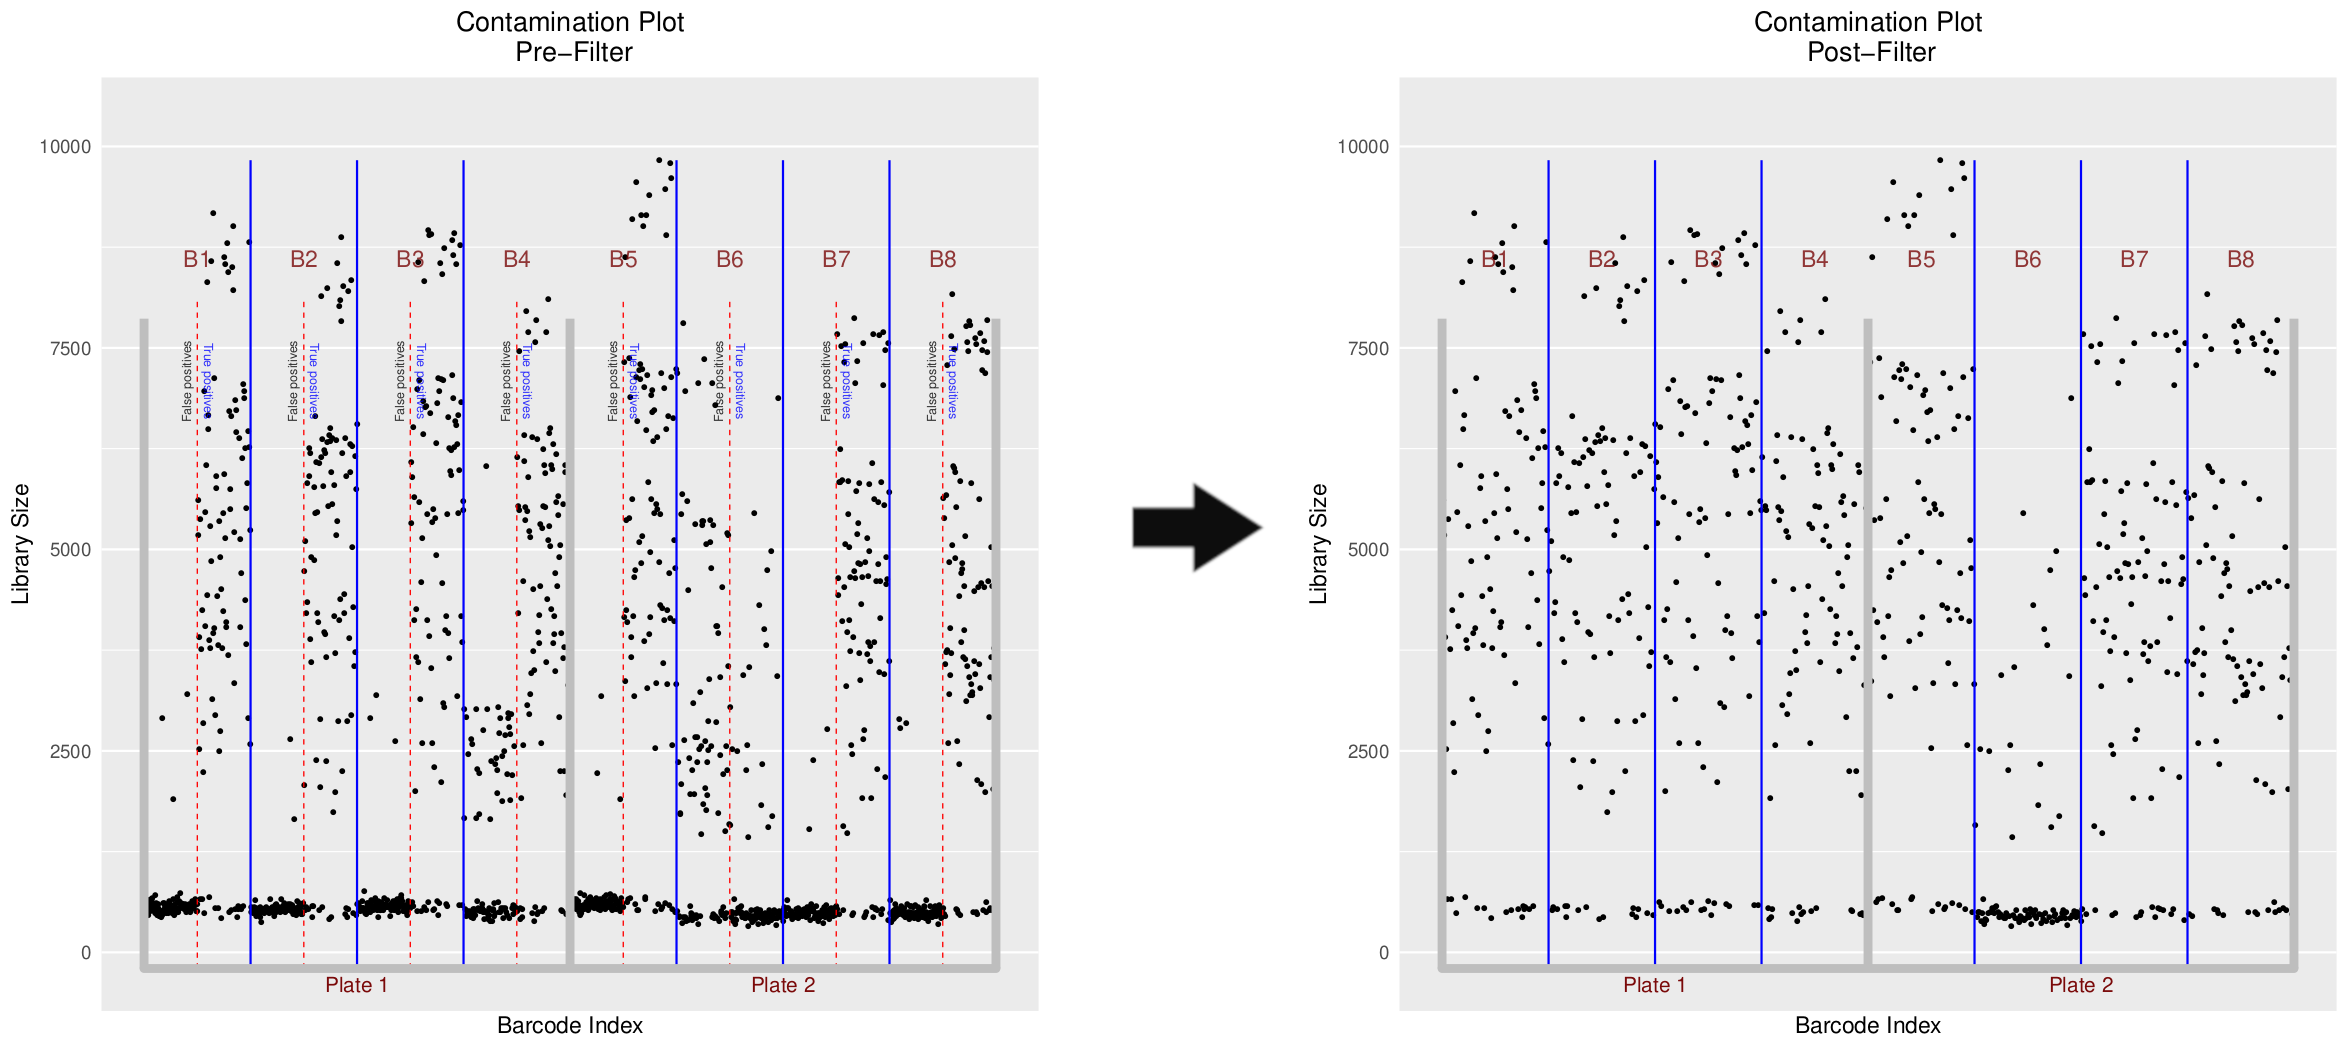 Contamination Plot
Pre−Filter
Library Size
10000
7500
5000
2500
0
B1
B2
B3
B4
B5
B6
B7
B8
False positives
True positives
False positives
True positives
False positives
True positives
False positives
True positives
False positives
True positives
False positives
True positives
False positives
True positives
False positives
True positives
Plate 1
Plate 2
Barcode Index
Contamination Plot
Post−Filter
Library Size
10000
7500
5000
2500
0
B1
B2
B3
B4
B5
B6
B7
B8
Plate 1
Plate 2
Barcode Index